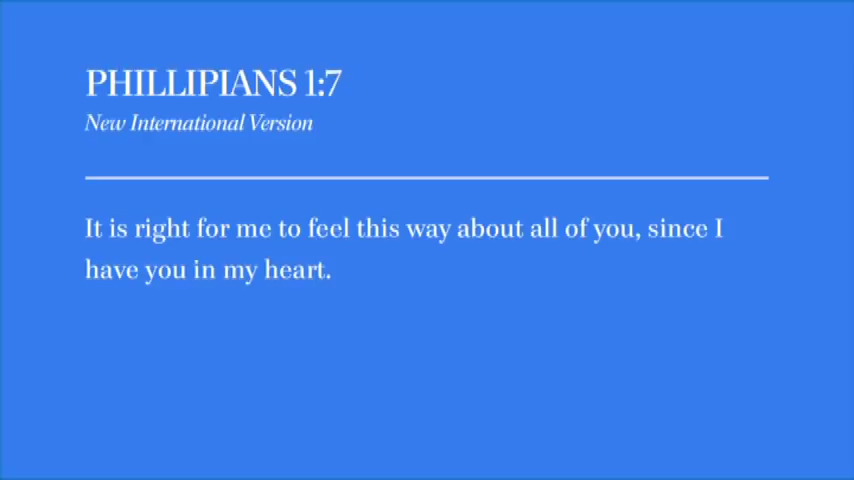 PHILLIPIANS 1:7
New International Version
It is right for me to feel this way about all of you, since I
have you in my heart.